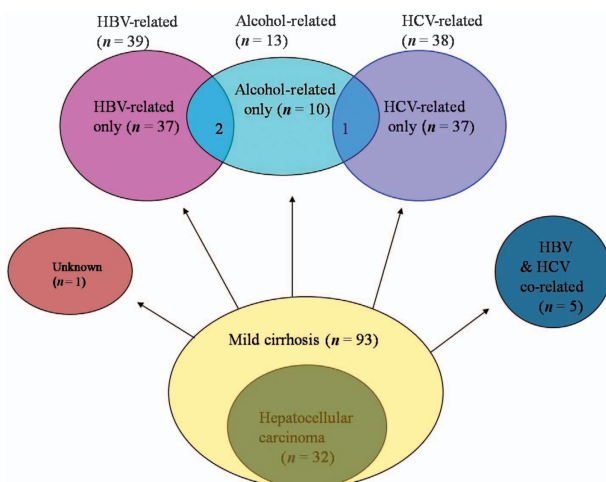 HBV-related
(n = 39)
Alcohol-related
(n = 13)
HCV-related
(n = 38)
HBV-related
only (n = 37)
2
Alcohol-related
only (n = 10)
1
HCV-related
only (n = 37)
Unknown
(n = 1)
HBV
& HCV
co-related
(n = 5)
Mild cirrhosis (n = 93)
Hepatocellular
carcinoma
(n = 32)